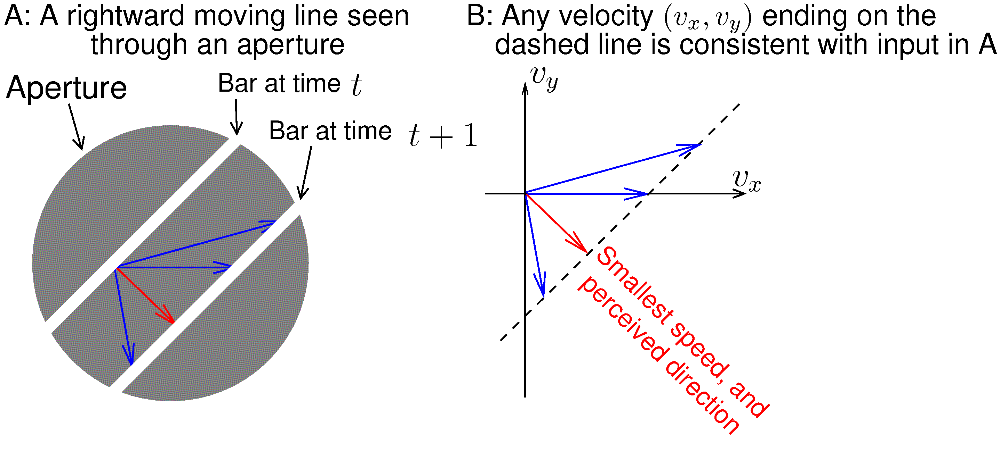 A: A rightward moving line seen
through an aperture
B: Any velocity (v_x, v_y) ending on the
dashed line is consistent with input in A
Aperture
Bar at time t
Bar at time t + 1
v_y
v_x
Smallest speed, and
perceived direction